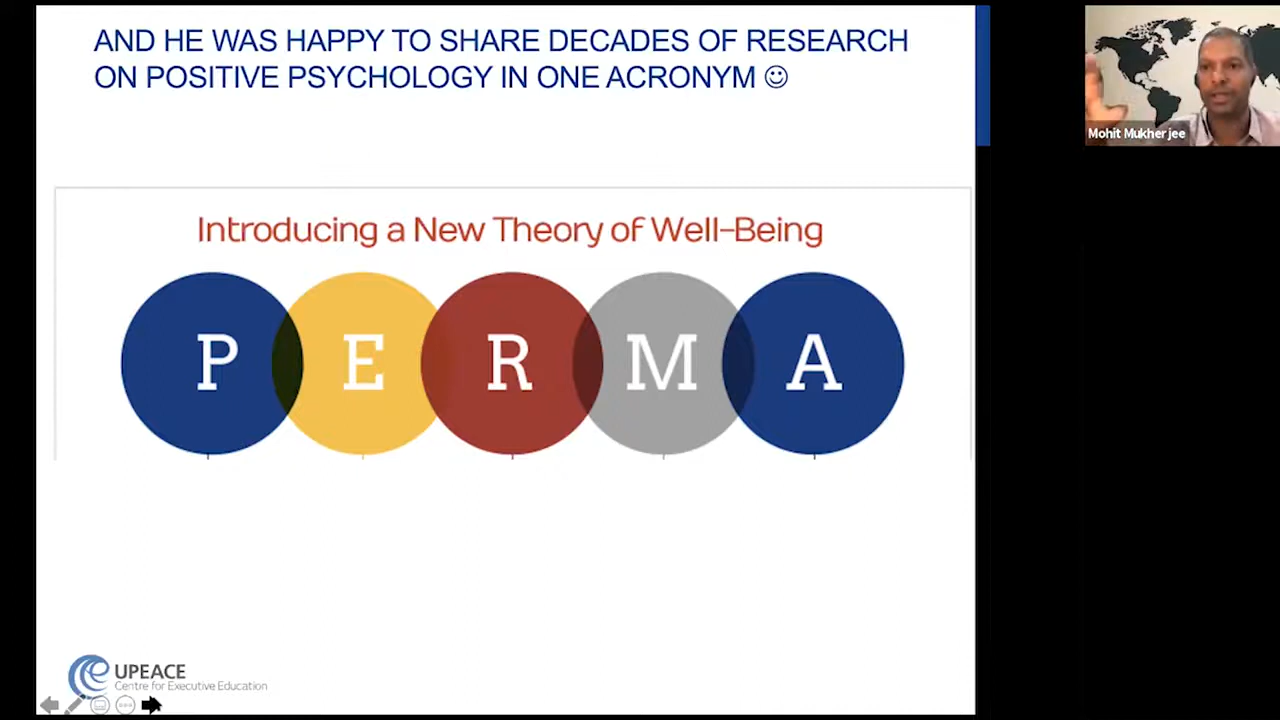 AND HE WAS HAPPY TO SHARE DECADES OF RESEARCH
ON POSITIVE PSYCHOLOGY IN ONE ACRONYM ☺
Mohit Mukherjee
Introducing a New Theory of Well-Being
P E R M A
UPEACE
Centre for Executive Education